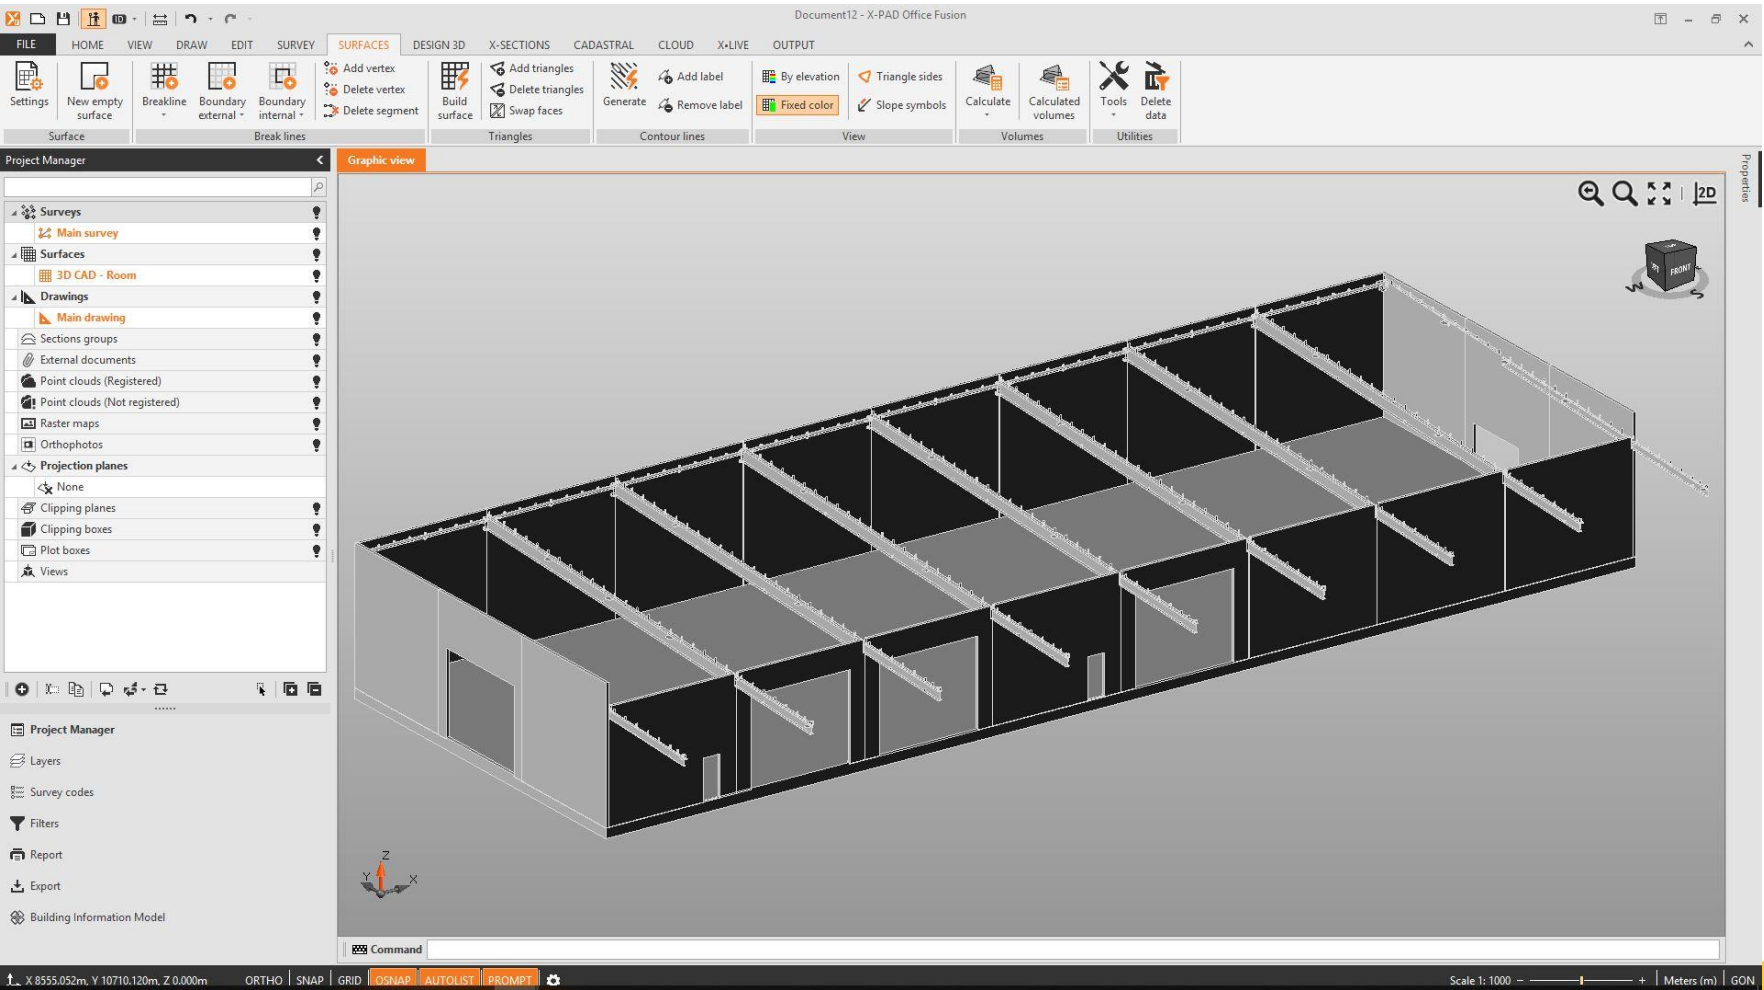 Document12 - X-PAD Office Fusion
FILE HOME VIEW DRAW EDIT SURVEY SURFACES DESIGN 3D X-SECTIONS CADASTRAL CLOUD X•LIVE OUTPUT
Settings
New empty surface
Surface
Breakline
Boundary external
Boundary internal
Add vertex
Delete vertex
Delete segment
Break lines
Build surface
Add triangles
Delete triangles
Swap faces
Triangles
Generate
Add label
Remove label
Contour lines
By elevation
Fixed color
Triangle sides
Slope symbols
View
Calculate
Calculated volumes
Volumes
Tools
Delete data
Utilities
Project Manager
Graphic view
Properties
Surveys
Main survey
Surfaces
3D CAD - Room
Drawings
Main drawing
Sections groups
External documents
Point clouds (Registered)
Point clouds (Not registered)
Raster maps
Orthophotos
Projection planes
None
Clipping planes
Clipping boxes
Plot boxes
Views
Project Manager
Layers
Survey codes
Filters
Report
Export
Building Information Model
2D
FRONT
W
S
Z
Y
X
Command
X 8555.052m, Y 10710.120m, Z 0.000m ORTHO SNAP GRID OSNAP AUTOLIST PROMPT Scale 1: 1000 − + Meters (m) GON